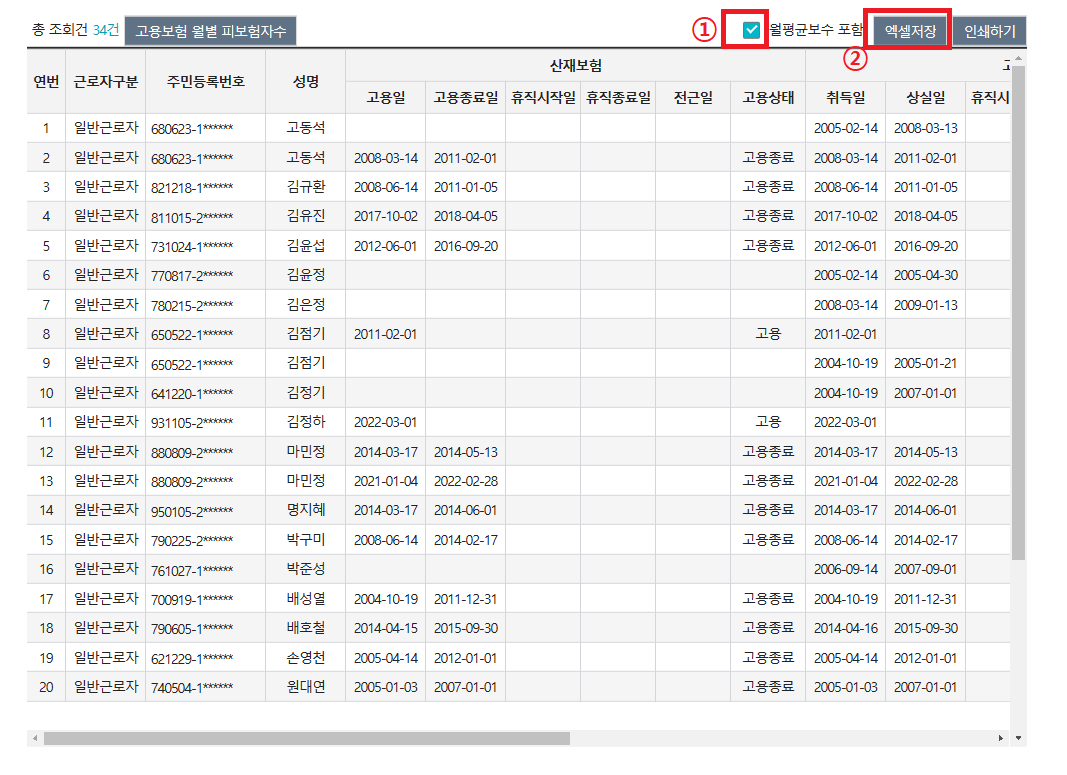 총 조회건 34건 고용보험 월별 피보험자수 ① 월평균보수 포함 엑셀저장 인쇄하기
②
산재보험
연번 근로자구분 주민등록번호 성명
고용일 고용종료일 휴직시작일 휴직종료일 전근일 고용상태 취득일 상실일 휴직시
1 일반근로자 680623-1****** 고동석 2005-02-14 2008-03-13
2 일반근로자 680623-1****** 고동석 2008-03-14 2011-02-01 고용종료 2008-03-14 2011-02-01
3 일반근로자 821218-1****** 김규환 2008-06-14 2011-01-05 고용종료 2008-06-14 2011-01-05
4 일반근로자 811015-2****** 김유진 2017-10-02 2018-04-05 고용종료 2017-10-02 2018-04-05
5 일반근로자 731024-1****** 김윤섭 2012-06-01 2016-09-20 고용종료 2012-06-01 2016-09-20
6 일반근로자 770817-2****** 김윤정 2005-02-14 2005-04-30
7 일반근로자 780215-2****** 김은정 2008-03-14 2009-01-13
8 일반근로자 650522-1****** 김점기 2011-02-01 고용 2011-02-01
9 일반근로자 650522-1****** 김점기 2004-10-19 2005-01-21
10 일반근로자 641220-1****** 김정기 2004-10-19 2007-01-01
11 일반근로자 931105-2****** 김정하 2022-03-01 고용 2022-03-01
12 일반근로자 880809-2****** 마민정 2014-03-17 2014-05-13 고용종료 2014-03-17 2014-05-13
13 일반근로자 880809-2****** 마민정 2021-01-04 2022-02-28 고용종료 2021-01-04 2022-02-28
14 일반근로자 950105-2****** 명지혜 2014-03-17 2014-06-01 고용종료 2014-03-17 2014-06-01
15 일반근로자 790225-2****** 박구미 2008-06-14 2014-02-17 고용종료 2008-06-14 2014-02-17
16 일반근로자 761027-1****** 박준성 2006-09-14 2007-09-01
17 일반근로자 700919-1****** 배성열 2004-10-19 2011-12-31 고용종료 2004-10-19 2011-12-31
18 일반근로자 790605-1****** 배호철 2014-04-15 2015-09-30 고용종료 2014-04-16 2015-09-30
19 일반근로자 621229-1****** 손영천 2005-04-14 2012-01-01 고용종료 2005-04-14 2012-01-01
20 일반근로자 740504-1****** 원대연 2005-01-03 2007-01-01 고용종료 2005-01-03 2007-01-01